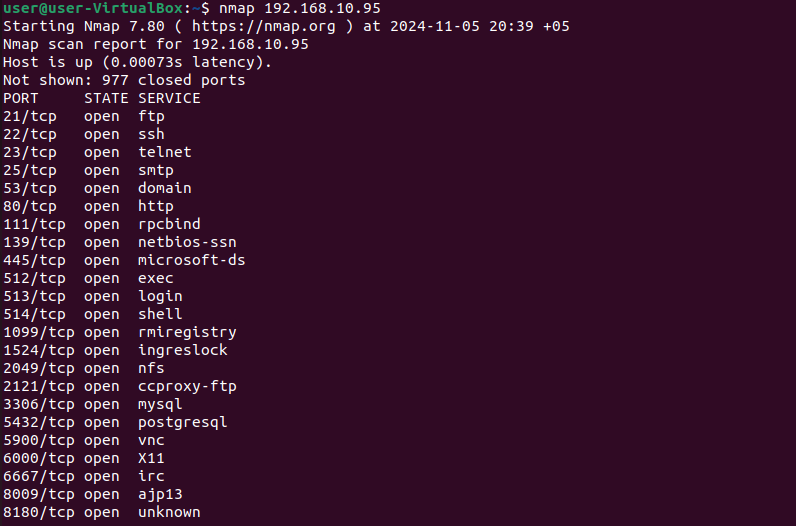 user@user-VirtualBox:~$ nmap 192.168.10.95
Starting Nmap 7.80 ( https://nmap.org ) at 2024-11-05 20:39 +05
Nmap scan report for 192.168.10.95
Host is up (0.00073s latency).
Not shown: 977 closed ports
PORT     STATE SERVICE
21/tcp   open  ftp
22/tcp   open  ssh
23/tcp   open  telnet
25/tcp   open  smtp
53/tcp   open  domain
80/tcp   open  http
111/tcp  open  rpcbind
139/tcp  open  netbios-ssn
445/tcp  open  microsoft-ds
512/tcp  open  exec
513/tcp  open  login
514/tcp  open  shell
1099/tcp open  rmiregistry
1524/tcp open  ingreslock
2049/tcp open  nfs
2121/tcp open  ccproxy-ftp
3306/tcp open  mysql
5432/tcp open  postgresql
5900/tcp open  vnc
6000/tcp open  X11
6667/tcp open  irc
8009/tcp open  ajp13
8180/tcp open  unknown